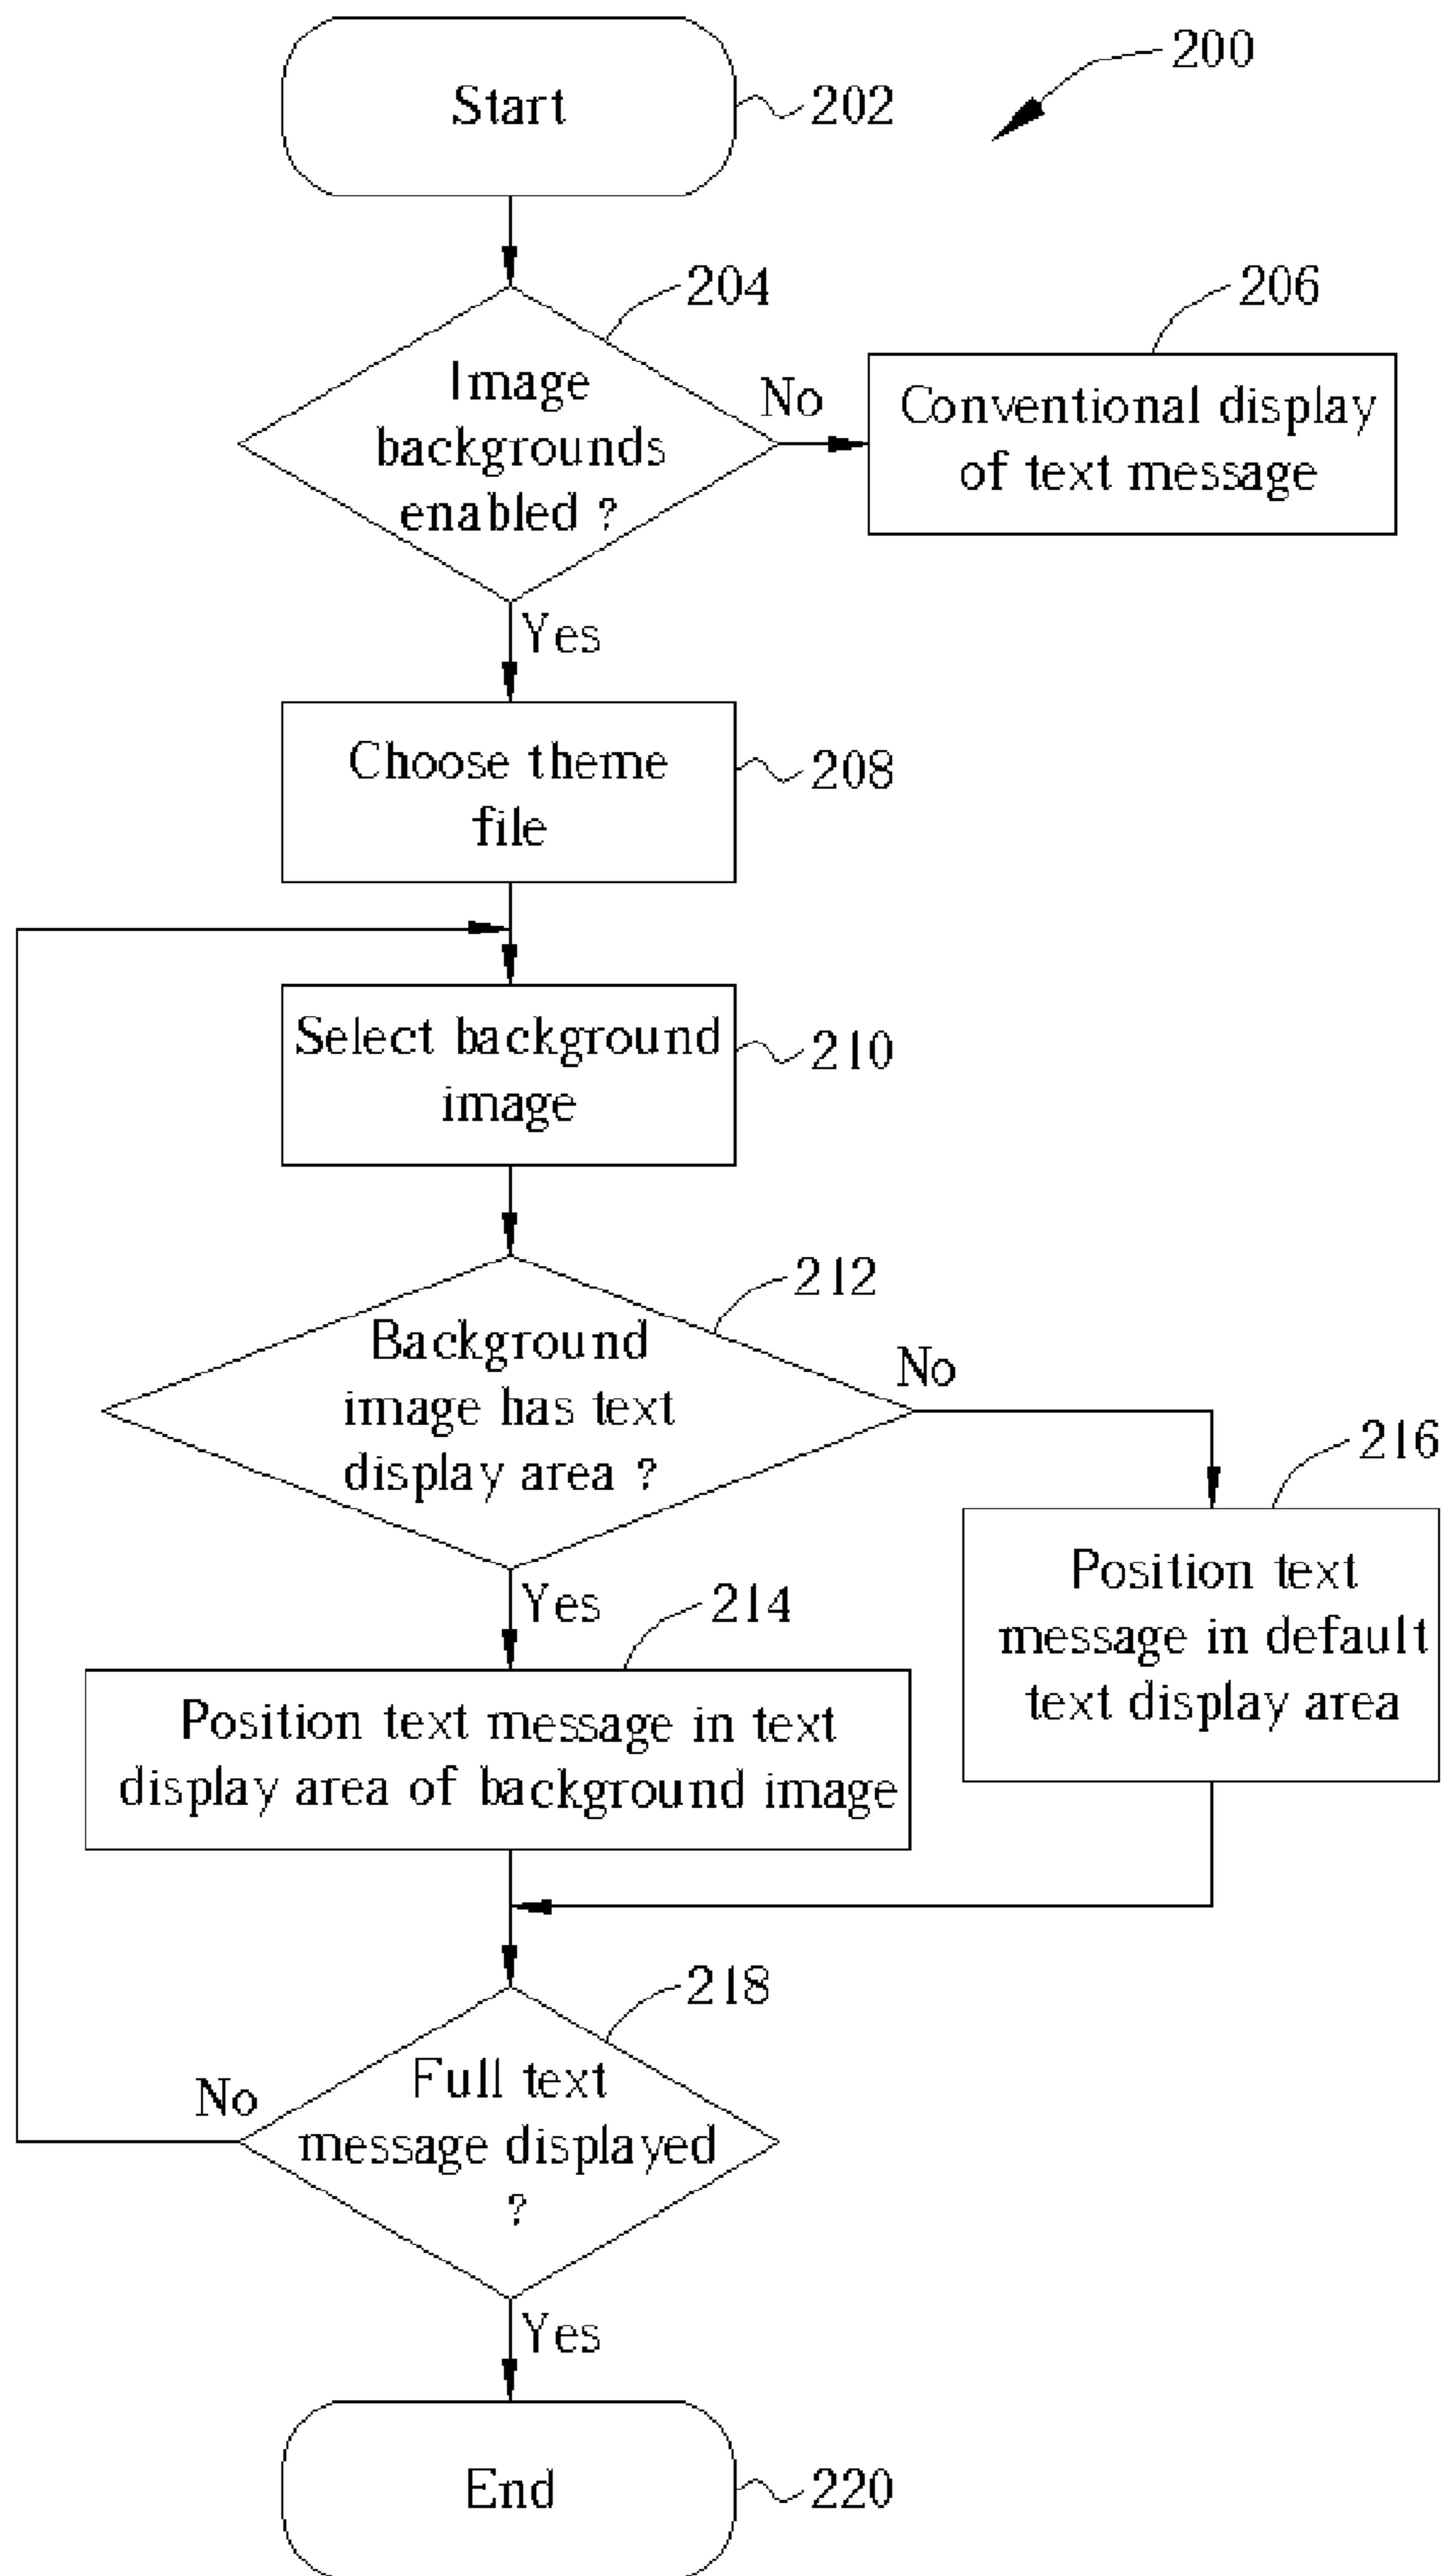 200
Start
202
204
Image
backgrounds
enabled ?
No
206
Conventional display
of text message
Yes
Choose theme
file
208
Select background
image
210
212
Background
image has text
display area ?
No
216
Position text
message in default
text display area
Yes
214
Position text message in text
display area of background image
218
Full text
message displayed
?
No
Yes
End
220